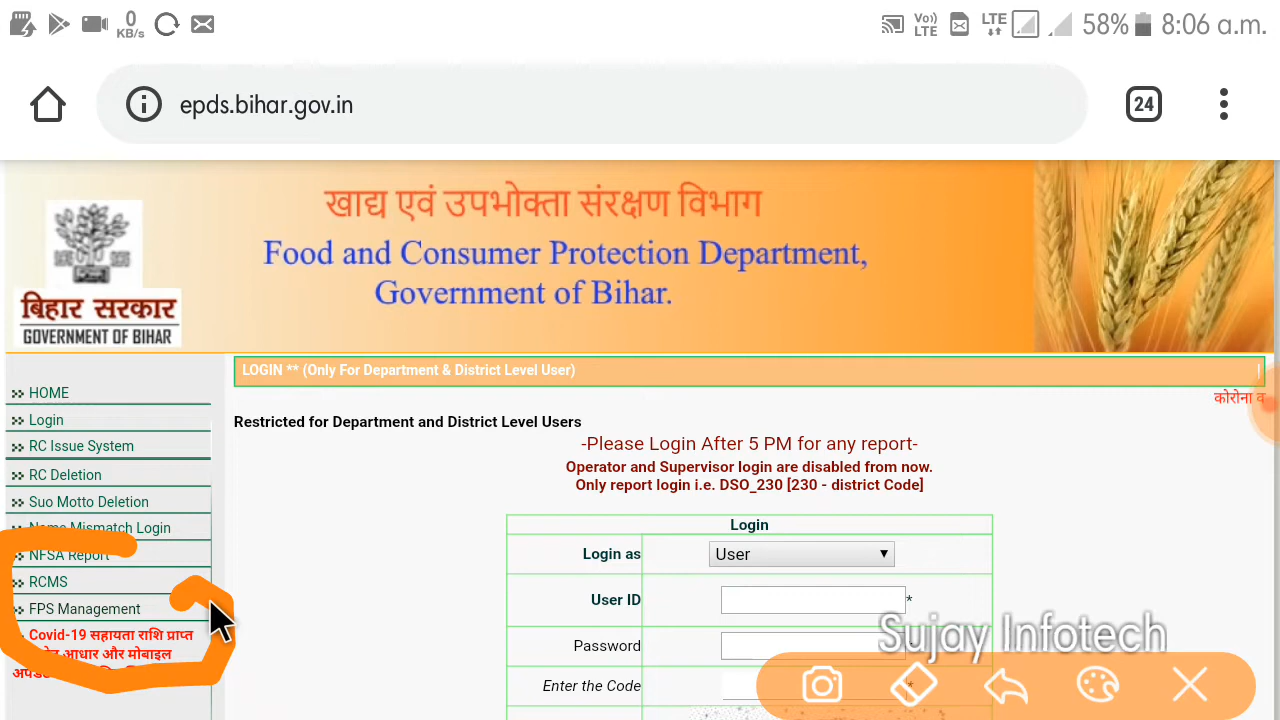 0
KB/s
Vo)
LTE
LTE
58%
8:06 a.m.
epds.bihar.gov.in
24
खाद्य एवं उपभोक्ता संरक्षण विभाग
Food and Consumer Protection Department,
Government of Bihar.
बिहार सरकार
GOVERNMENT OF BIHAR
HOME
Login
RC Issue System
RC Deletion
Suo Motto Deletion
Name Mismatch Login
NFSA Report
RCMS
FPS Management
Covid-19 सहायता राशि प्राप्त
आधार और मोबाइल
LOGIN ** (Only For Department & District Level User)
|
कोरोना व
Restricted for Department and District Level Users
-Please Login After 5 PM for any report-
Operator and Supervisor login are disabled from now.
Only report login i.e. DSO_230 [230 - district Code]
Login
Login as
User
User ID
*
Password
Enter the Code
*
Sujay Infotech